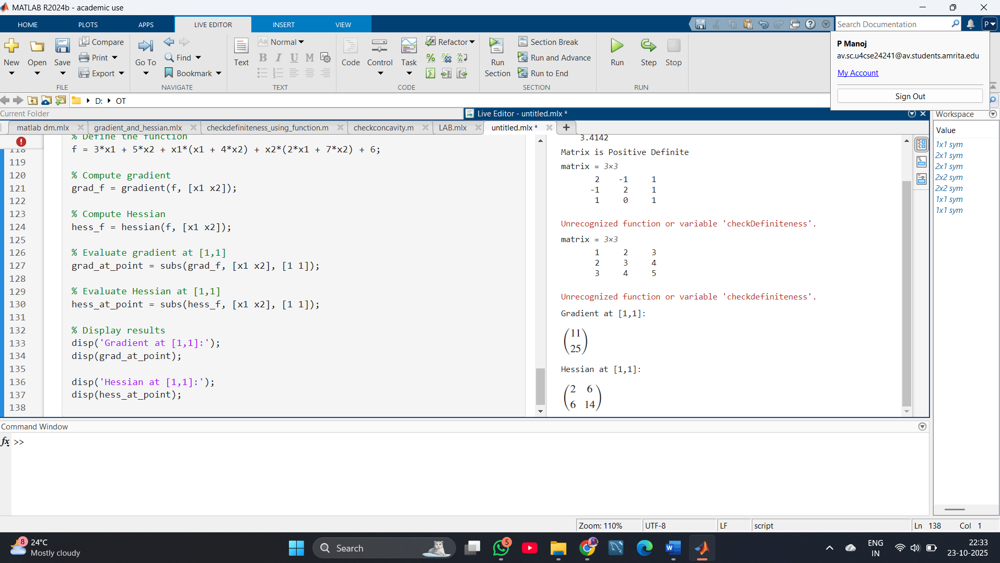 MATLAB R2024b - academic use
HOME PLOTS APPS LIVE EDITOR INSERT VIEW
Search Documentation
P
New Open Save
Compare
Print
Export
FILE
Go To
Find
Bookmark
NAVIGATE
Text
Aa Normal
B I U M
TEXT
Code Control Task
Refactor
CODE
Run Section
Section Break
Run and Advance
Run to End
SECTION
Run Step Stop
RUN
P Manoj
av.sc.u4cse24241@av.students.amrita.edu
My Account
Sign Out
D: OT
Current Folder
Live Editor - untitled.mlx *
Workspace
matlab dm.mlx gradient_and_hessian.mlx checkdefiniteness_using_function.m checkconcavity.m LAB.mlx untitled.mlx * +
% Define the function
118 f = 3*x1 + 5*x2 + x1*(x1 + 4*x2) + x2*(2*x1 + 7*x2) + 6;
119
120 % Compute gradient
121 grad_f = gradient(f, [x1 x2]);
122
123 % Compute Hessian
124 hess_f = hessian(f, [x1 x2]);
125
126 % Evaluate gradient at [1,1]
127 grad_at_point = subs(grad_f, [x1 x2], [1 1]);
128
129 % Evaluate Hessian at [1,1]
130 hess_at_point = subs(hess_f, [x1 x2], [1 1]);
131
132 % Display results
133 disp('Gradient at [1,1]:');
134 disp(grad_at_point);
135
136 disp('Hessian at [1,1]:');
137 disp(hess_at_point);
138
3.4142
Matrix is Positive Definite
matrix = 3×3
2 -1 1
-1 2 1
1 0 1
Unrecognized function or variable 'checkDefiniteness'.
matrix = 3×3
1 2 3
2 3 4
3 4 5
Unrecognized function or variable 'checkdefiniteness'.
Gradient at [1,1]:
11
25
Hessian at [1,1]:
2 6
6 14
Value
1x1 sym
2x1 sym
2x1 sym
2x2 sym
2x2 sym
1x1 sym
1x1 sym
Command Window
fx >>
Zoom: 110% UTF-8 LF script Ln 138 Col 1
8
24°C
Mostly cloudy
Search
5
ENG
IN
22:33
23-10-2025